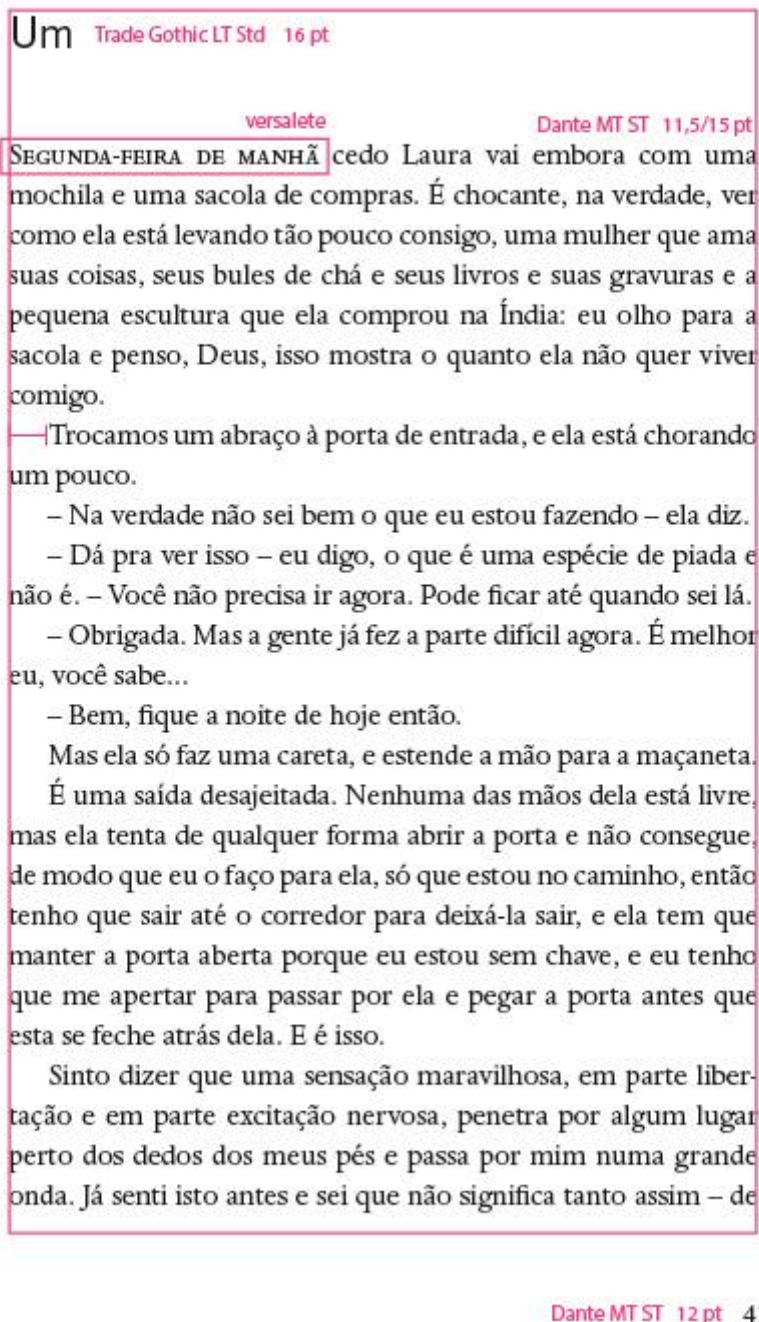 Um Trade Gothic LT Std 16 pt
versalete Dante MT ST 11,5/15 pt
SEGUNDA-FEIRA DE MANHÃ cedo Laura vai embora com uma
mochila e uma sacola de compras. É chocante, na verdade, ver
como ela está levando tão pouco consigo, uma mulher que ama
suas coisas, seus bules de chá e seus livros e suas gravuras e a
pequena escultura que ela comprou na Índia: eu olho para a
sacola e penso, Deus, isso mostra o quanto ela não quer viver
comigo.
Trocamos um abraço à porta de entrada, e ela está chorando
um pouco.
– Na verdade não sei bem o que eu estou fazendo – ela diz.
– Dá pra ver isso – eu digo, o que é uma espécie de piada e
não é. – Você não precisa ir agora. Pode ficar até quando sei lá.
– Obrigada. Mas a gente já fez a parte difícil agora. É melhor
eu, você sabe...
– Bem, fique a noite de hoje então.
Mas ela só faz uma careta, e estende a mão para a maçaneta.
É uma saída desajeitada. Nenhuma das mãos dela está livre,
mas ela tenta de qualquer forma abrir a porta e não consegue,
de modo que eu o faço para ela, só que estou no caminho, então
tenho que sair até o corredor para deixá-la sair, e ela tem que
manter a porta aberta porque eu estou sem chave, e eu tenho
que me apertar para passar por ela e pegar a porta antes que
esta se feche atrás dela. E é isso.
Sinto dizer que uma sensação maravilhosa, em parte liber-
tação e em parte excitação nervosa, penetra por algum lugar
perto dos dedos dos meus pés e passa por mim numa grande
onda. Já senti isto antes e sei que não significa tanto assim – de
Dante MT ST 12 pt 4